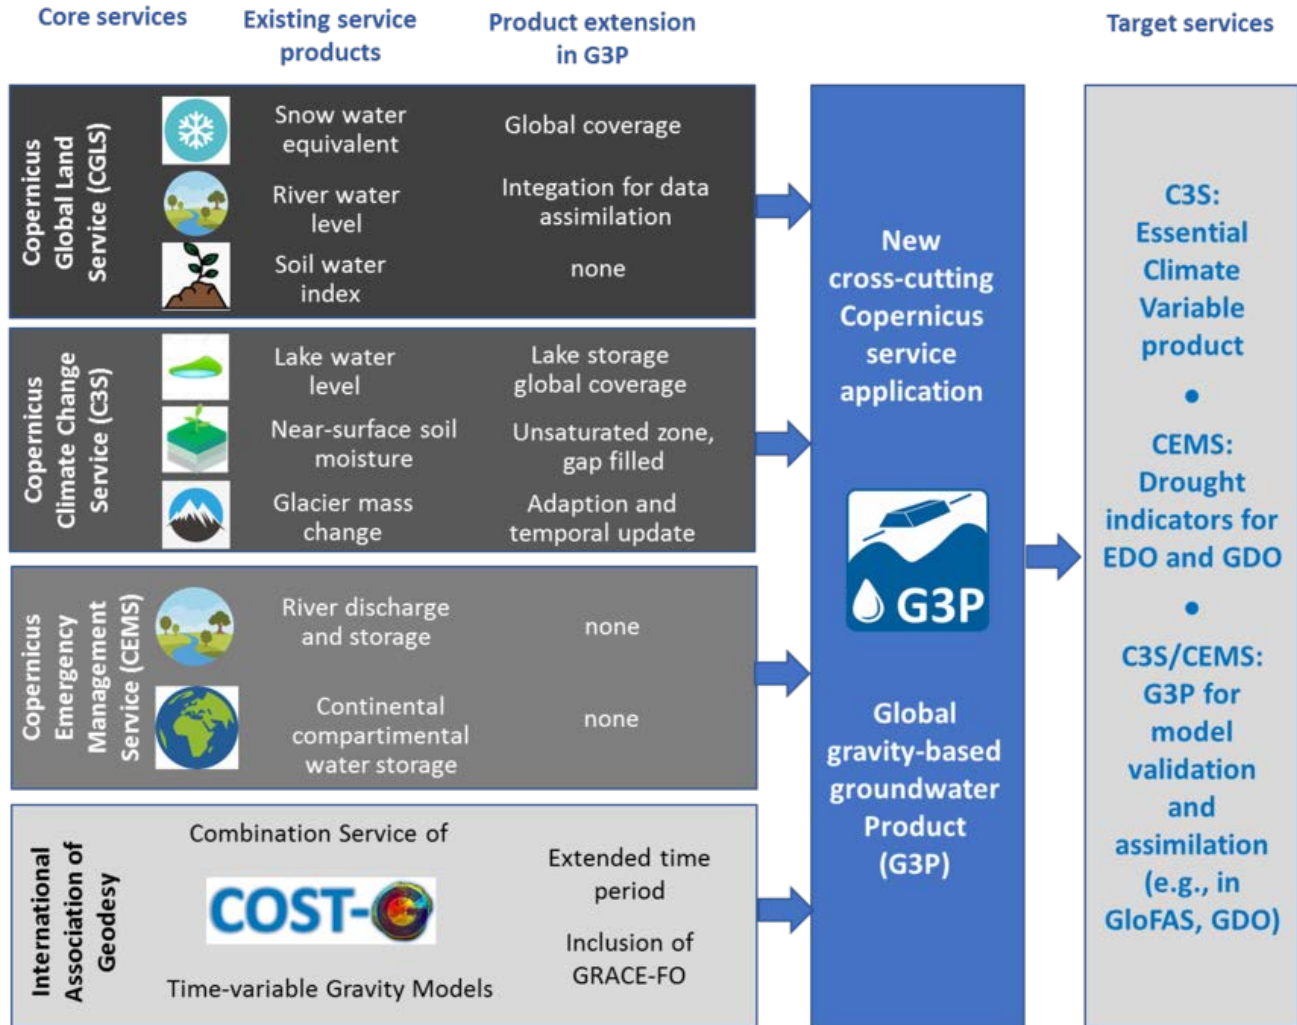 Core services
Existing service
products
Product extension
in G3P
Target services
Copernicus
Global Land
Service (CGLS)
Snow water
equivalent
Global coverage
River water
level
Integation for data
assimilation
Soil water
index
none
Copernicus
Climate Change
Service (C3S)
Lake water
level
Lake storage
global coverage
Near-surface soil
moisture
Unsaturated zone,
gap filled
Glacier mass
change
Adaption and
temporal update
Copernicus
Emergency
Management
Service (CEMS)
River discharge
and storage
none
Continental
compartimental
water storage
none
International
Association of
Geodesy
Combination Service of
COST-G
Time-variable Gravity Models
Extended time
period
Inclusion of
GRACE-FO
New
cross-cutting
Copernicus
service
application
G3P
Global
gravity-based
groundwater
Product
(G3P)
C3S:
Essential
Climate
Variable
product
•
CEMS:
Drought
indicators for
EDO and GDO
•
C3S/CEMS:
G3P for
model
validation
and
assimilation
(e.g., in
GloFAS, GDO)